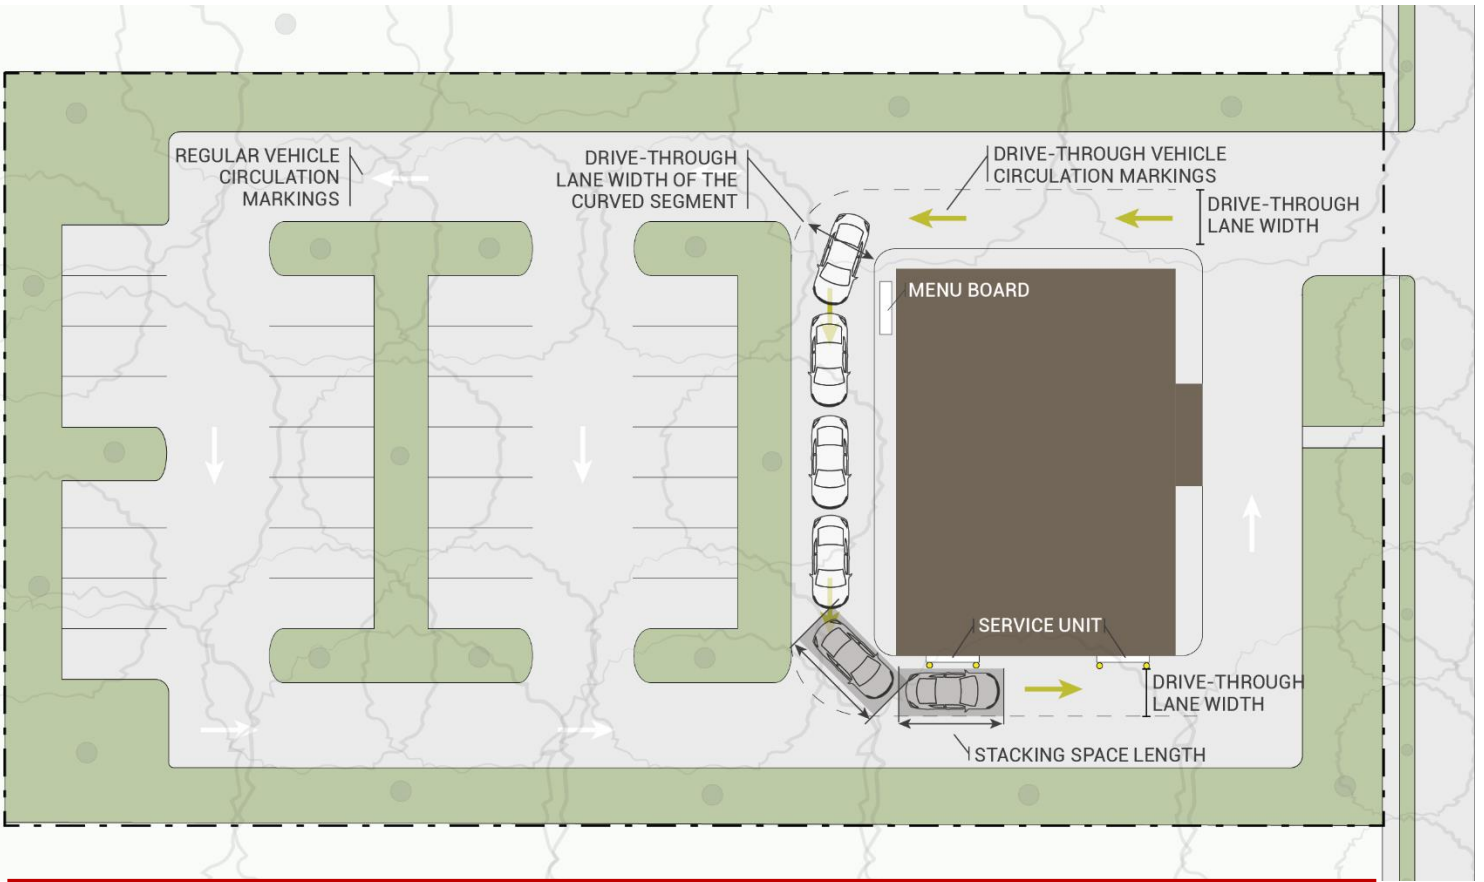 REGULAR VEHICLE
CIRCULATION
MARKINGS
DRIVE-THROUGH
LANE WIDTH OF THE
CURVED SEGMENT
DRIVE-THROUGH VEHICLE
CIRCULATION MARKINGS
DRIVE-THROUGH
LANE WIDTH
MENU BOARD
SERVICE UNIT
DRIVE-THROUGH
LANE WIDTH
STACKING SPACE LENGTH